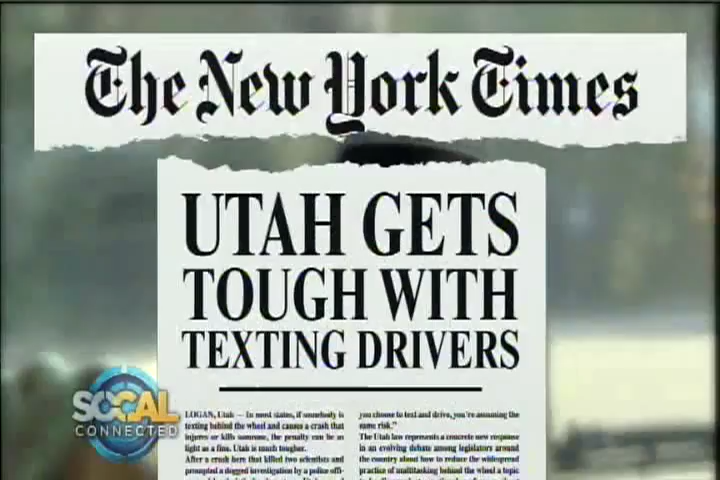 The New York Times
UTAH GETS
TOUGH WITH
TEXTING DRIVERS
LOGAN, Utah — In most states, if somebody is
texting behind the wheel and causes a crash that
injures or kills someone, the penalty can be as
light as a fine. Utah is much tougher.
After a crash here that killed two scientists and
prompted a dogged investigation by a police offi-
you choose to text and drive, you're assuming the
same risk."
The Utah law represents a concrete new response
in an evolving debate among legislators around
the country about how to reduce the widespread
practice of multitasking behind the wheel a topic
SOCAL
CONNECTED